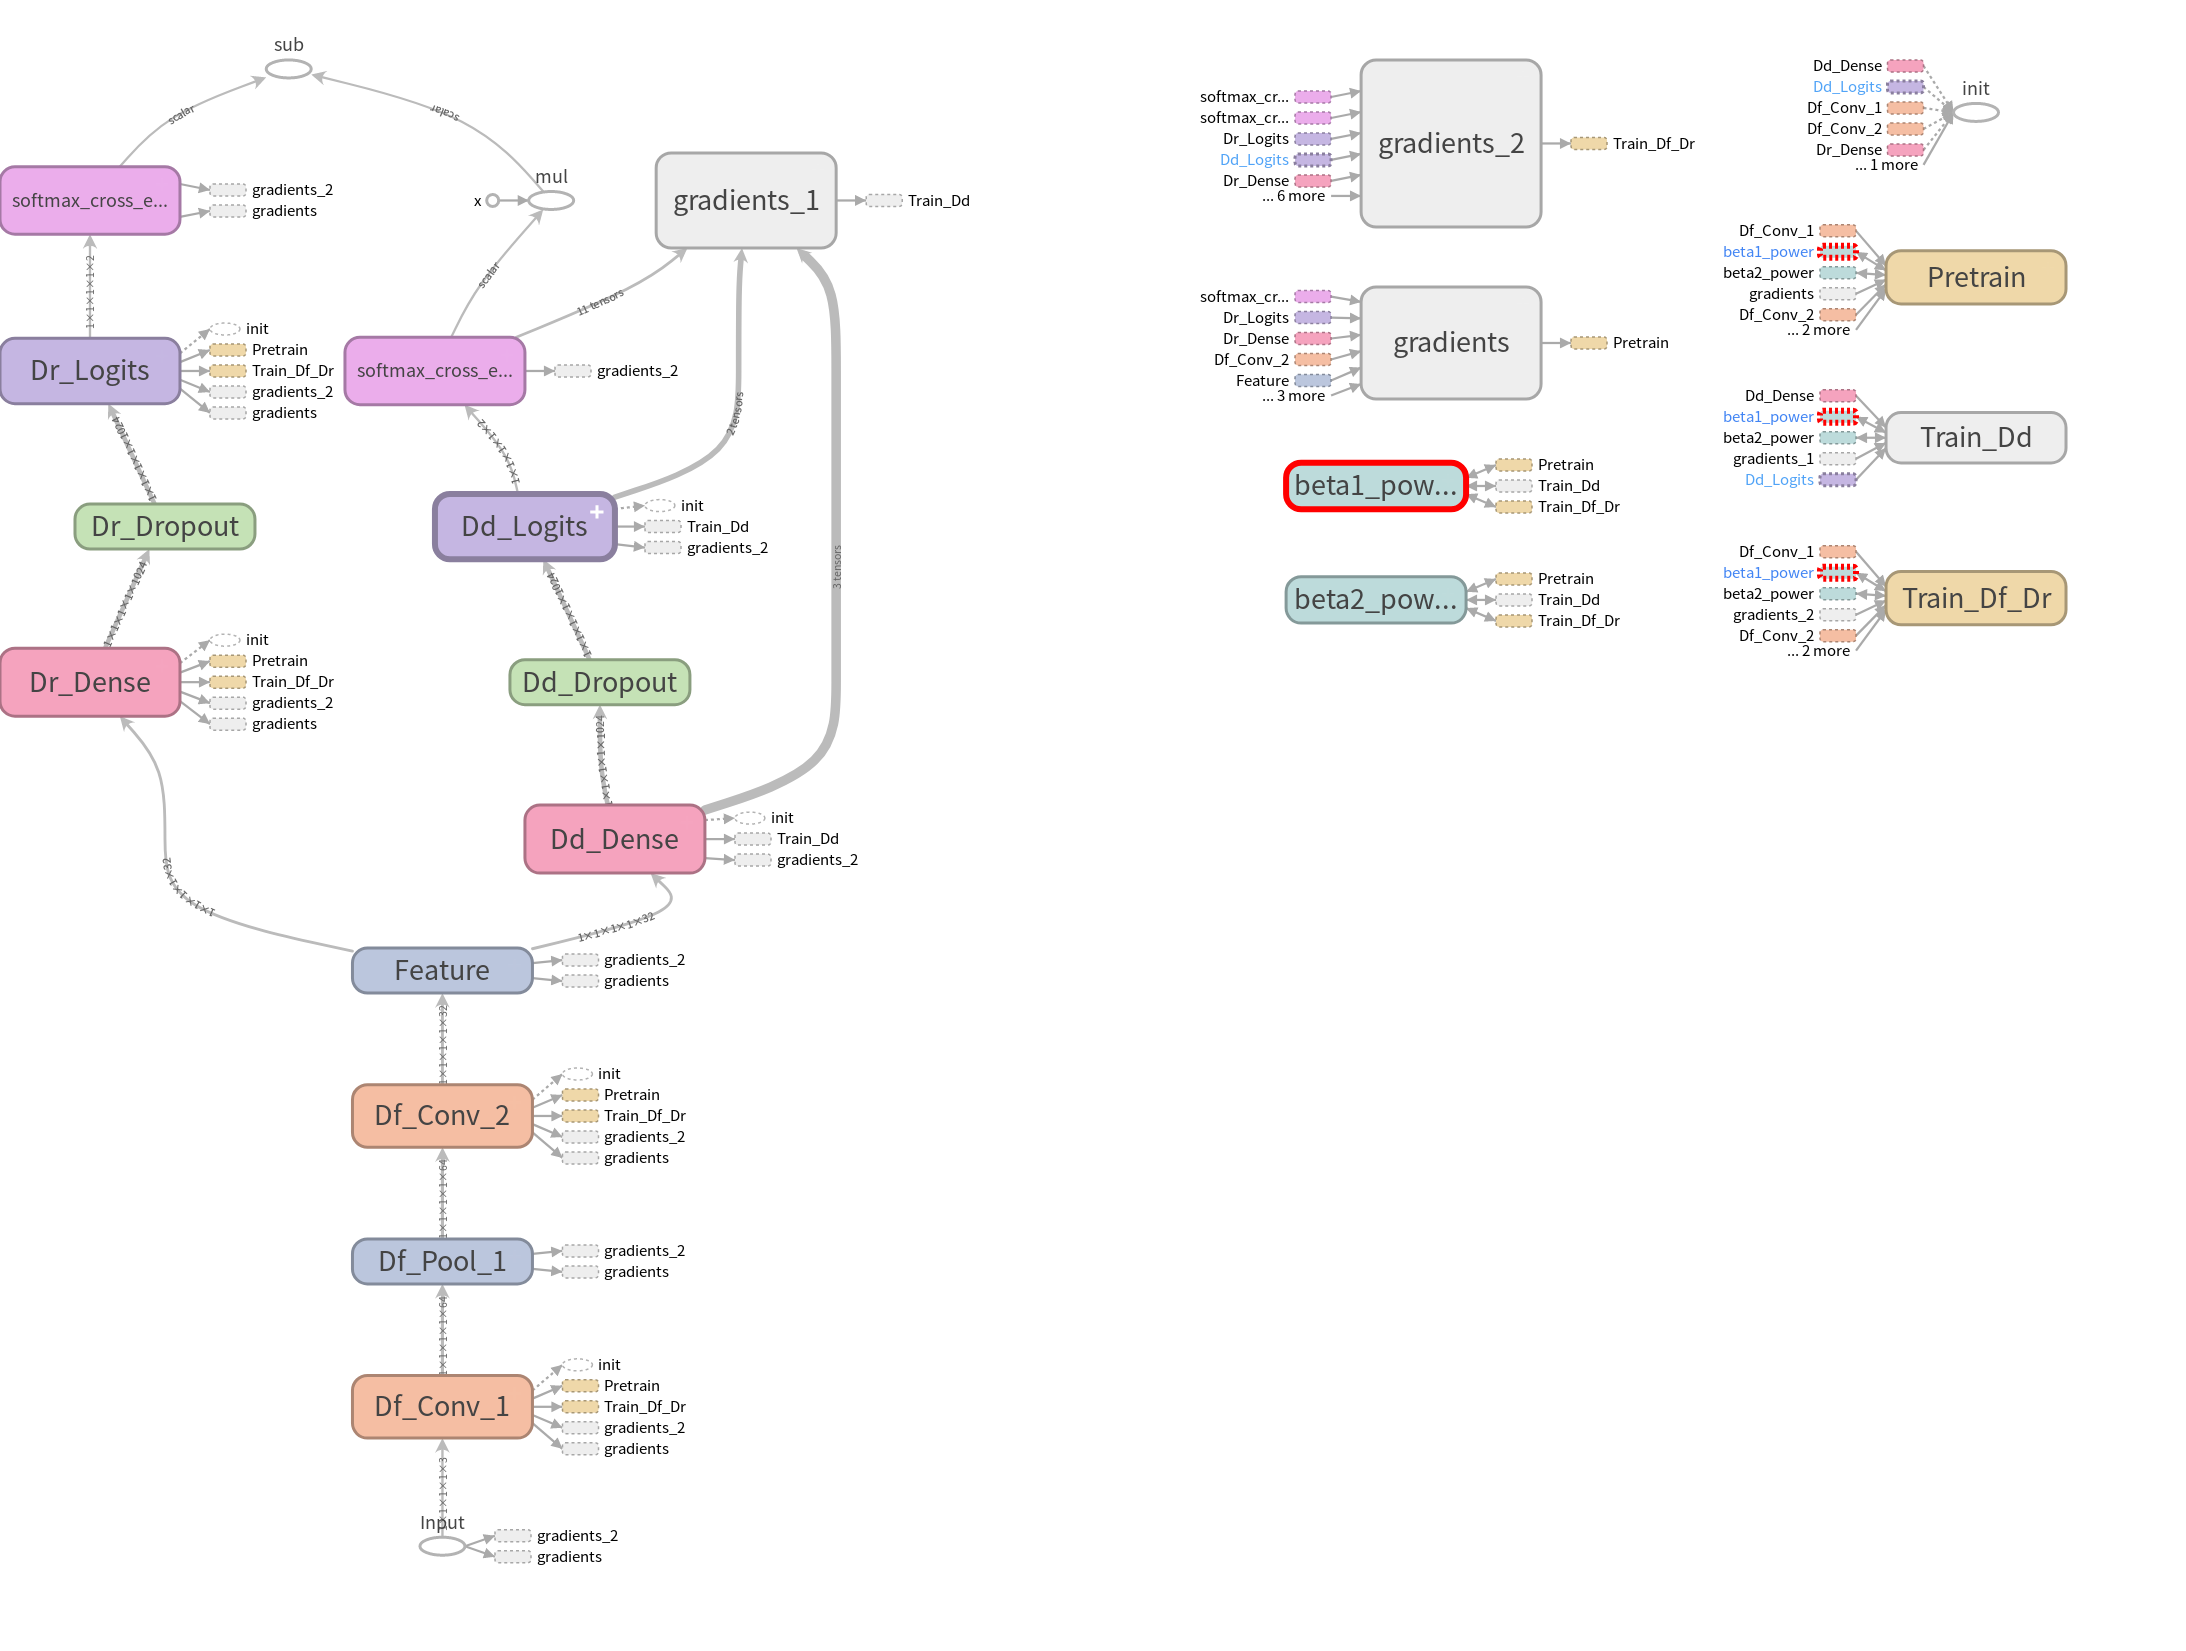 sub
scalar
scalar
softmax_cross_e...
gradients_2
gradients
mul
x
gradients_1
Train_Dd
1×1×1×1×2
scalar
11 tensors
Dr_Logits
init
Pretrain
Train_Df_Dr
gradients_2
gradients
softmax_cross_e...
gradients_2
1×1×1×1×1024
1×1×1×1×2
2 tensors
Dr_Dropout
Dd_Logits
+
init
Train_Dd
gradients_2
1×1×1×1×1024
1×1×1×1×1024
3 tensors
Dr_Dense
init
Pretrain
Train_Df_Dr
gradients_2
gradients
Dd_Dropout
1×1×1×1×1024
Dd_Dense
init
Train_Dd
gradients_2
1×1×1×1×32
1×1×1×1×32
Feature
gradients_2
gradients
1×1×1×1×32
Df_Conv_2
init
Pretrain
Train_Df_Dr
gradients_2
gradients
1×1×1×1×64
Df_Pool_1
gradients_2
gradients
1×1×1×1×64
Df_Conv_1
init
Pretrain
Train_Df_Dr
gradients_2
gradients
Input
gradients_2
gradients
softmax_cr...
softmax_cr...
Dr_Logits
Dd_Logits
Dr_Dense
... 6 more
gradients_2
Train_Df_Dr
softmax_cr...
Dr_Logits
Dr_Dense
Df_Conv_2
Feature
... 3 more
gradients
Pretrain
beta1_pow...
Pretrain
Train_Dd
Train_Df_Dr
beta2_pow...
Pretrain
Train_Dd
Train_Df_Dr
Dd_Dense
Dd_Logits
Df_Conv_1
Df_Conv_2
Dr_Dense
... 1 more
init
Df_Conv_1
beta1_power
beta2_power
gradients
Df_Conv_2
... 2 more
Pretrain
Dd_Dense
beta1_power
beta2_power
gradients_1
Dd_Logits
Train_Dd
Df_Conv_1
beta1_power
beta2_power
gradients_2
Df_Conv_2
... 2 more
Train_Df_Dr